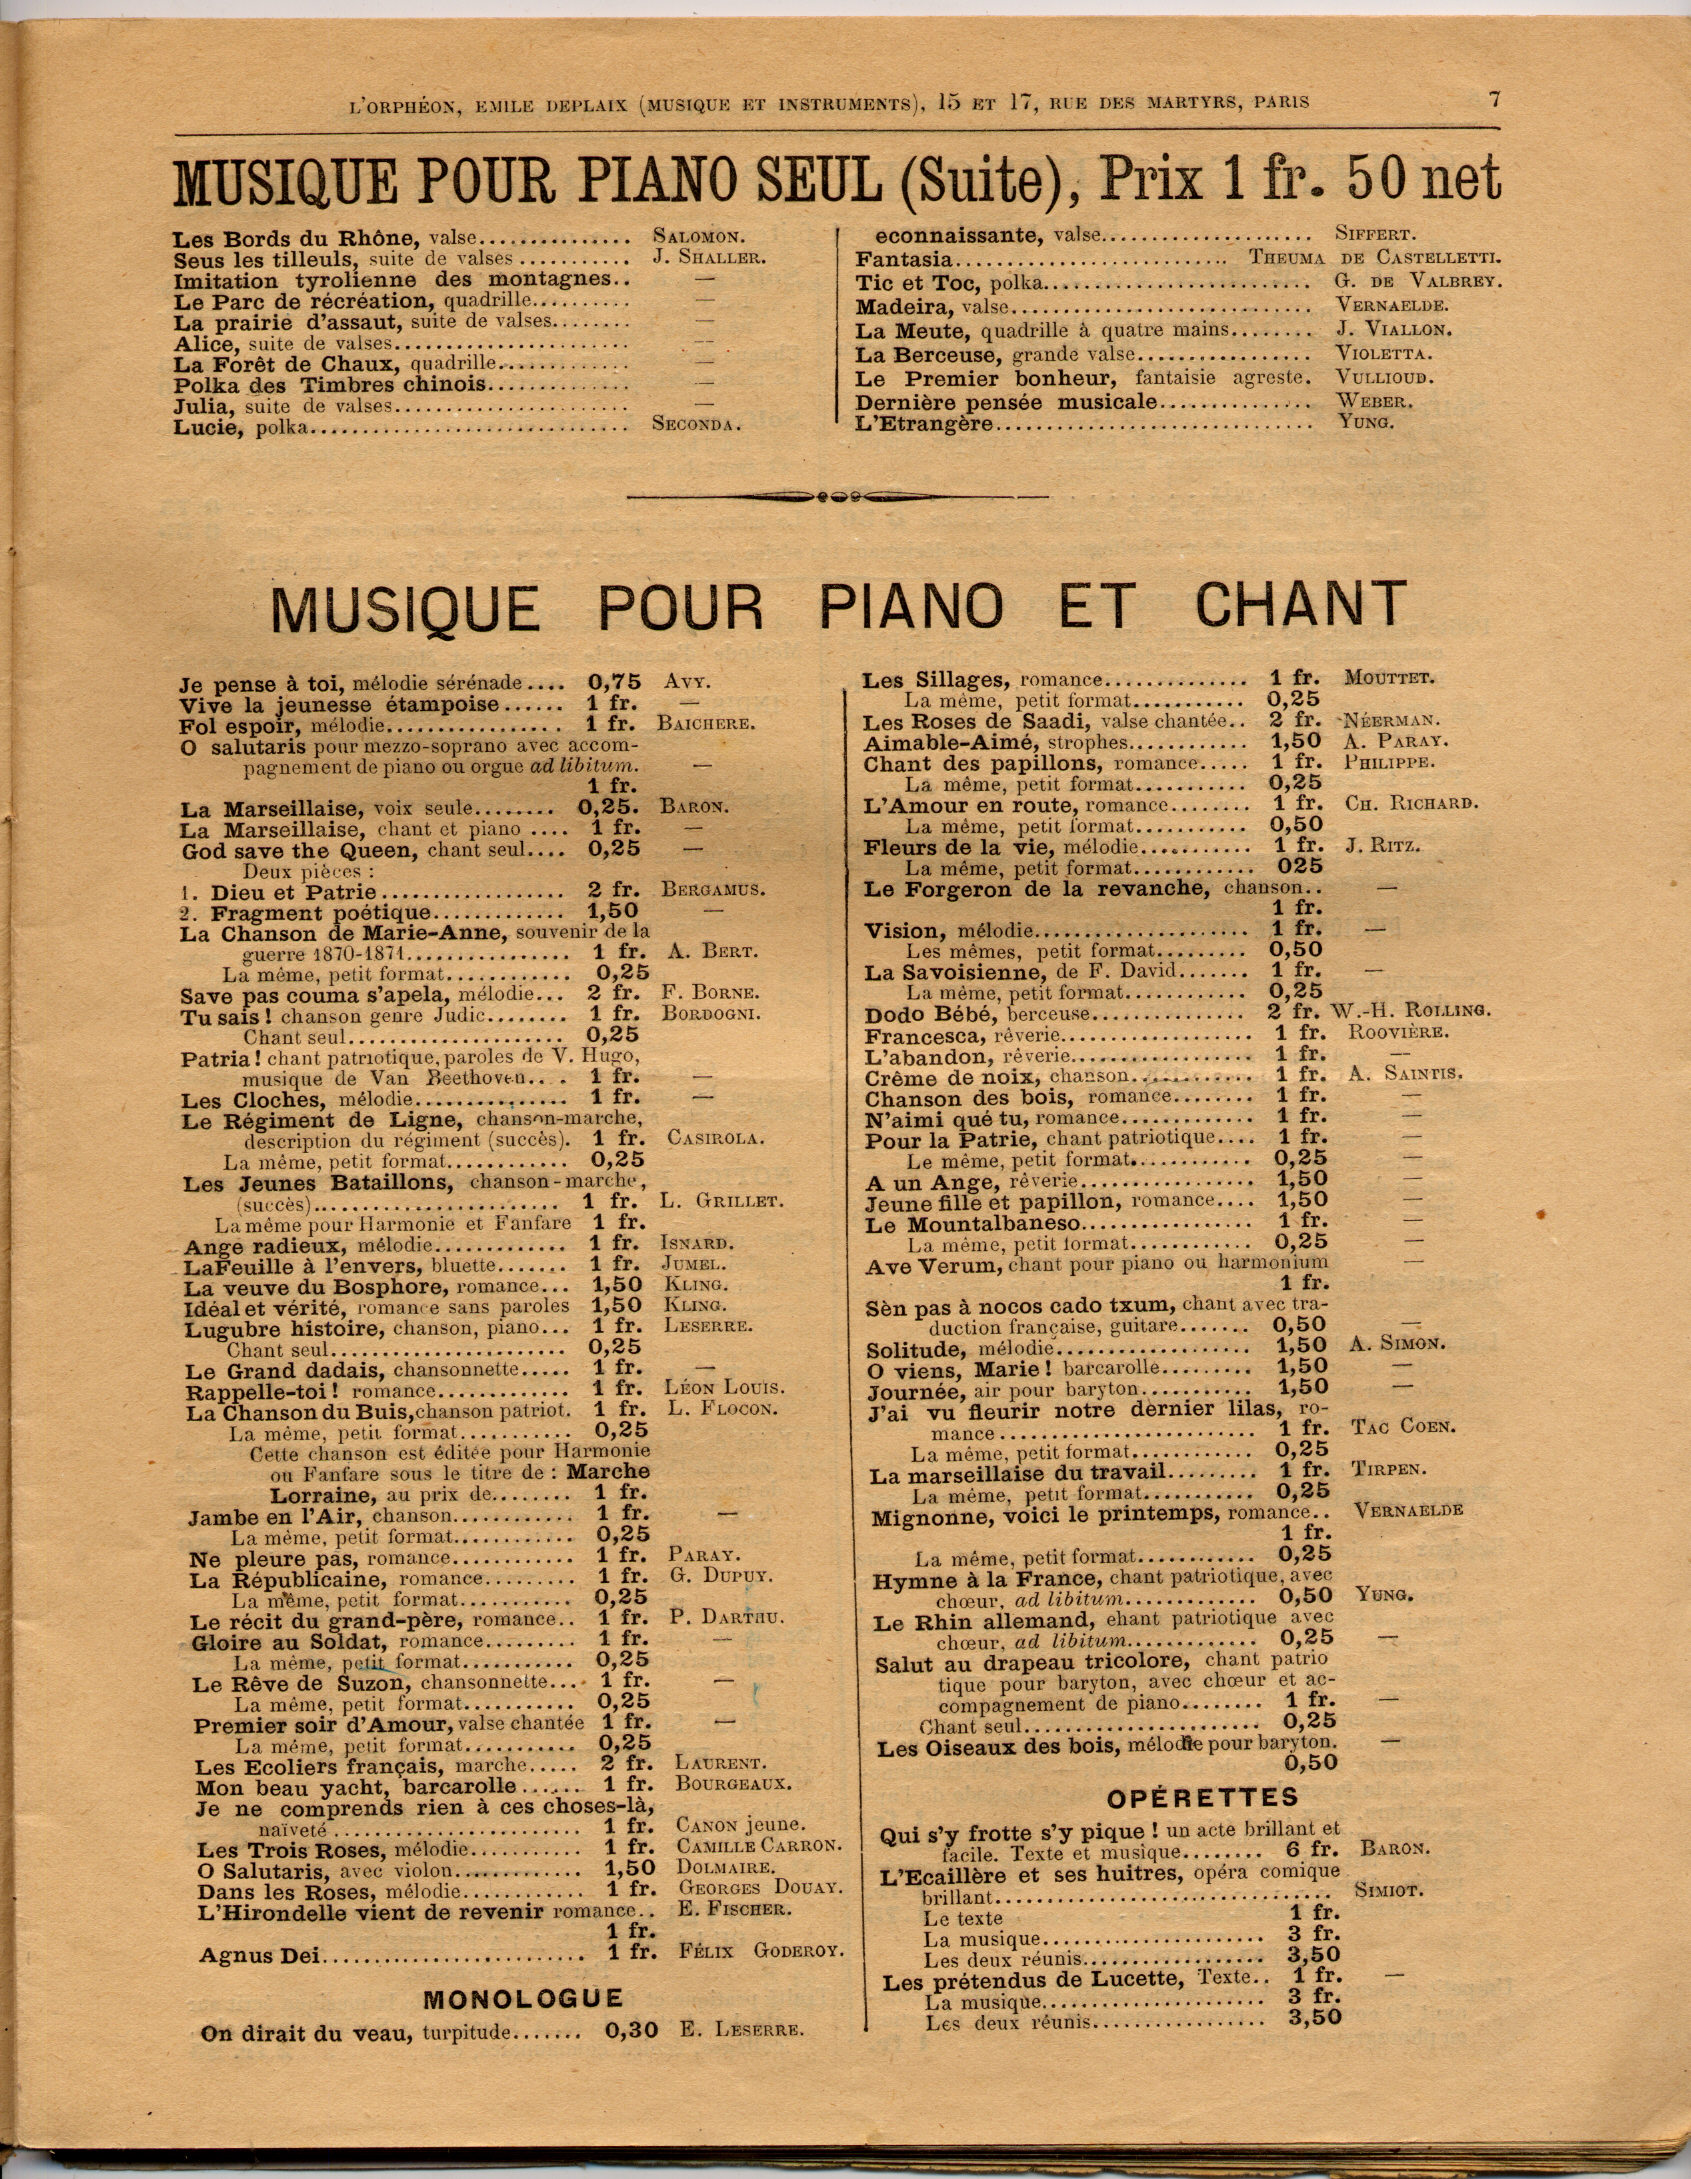 L'ORPHÉON, EMILE DEPLAIX (MUSIQUE ET INSTRUMENTS), 15 ET 17, RUE DES MARTYRS, PARIS 7
MUSIQUE POUR PIANO SEUL (Suite), Prix 1 fr. 50 net
Les Bords du Rhône, valse............... SALOMON.
Seus les tilleuls, suite de valses ........... J. SHALLER.
Imitation tyrolienne des montagnes.. —
Le Parc de récréation, quadrille.......... —
La prairie d'assaut, suite de valses........ —
Alice, suite de valses....................... —
La Forêt de Chaux, quadrille............. —
Polka des Timbres chinois.............. —
Julia, suite de valses....................... —
Lucie, polka............................... SECONDA.
econnaissante, valse..................... SIFFERT.
Fantasia.......................... THEUMA DE CASTELLETTI.
Tic et Toc, polka.......................... G. DE VALBREY.
Madeira, valse............................. VERNAELDE.
La Meute, quadrille à quatre mains........ J. VIALLON.
La Berceuse, grande valse................. VIOLETTA.
Le Premier bonheur, fantaisie agreste. VULLIOUD.
Dernière pensée musicale............... WEBER.
L'Etrangère............................... YUNG.
MUSIQUE POUR PIANO ET CHANT
Je pense à toi, mélodie sérénade.... 0,75 AVY.
Vive la jeunesse étampoise...... 1 fr. —
Fol espoir, mélodie................. 1 fr. BAICHERE.
O salutaris pour mezzo-soprano avec accom-
pagnement de piano ou orgue ad libitum. —
1 fr.
La Marseillaise, voix seule........ 0,25. BARON.
La Marseillaise, chant et piano .... 1 fr. —
God save the Queen, chant seul.... 0,25 —
Deux pièces :
1. Dieu et Patrie.................. 2 fr. BERGAMUS.
2. Fragment poétique............. 1,50 —
La Chanson de Marie-Anne, souvenir de la
guerre 1870-1871................ 1 fr. A. BERT.
La même, petit format............ 0,25
Save pas couma s'apela, mélodie... 2 fr. F. BORNE.
Tu sais ! chanson genre Judic........ 1 fr. BORDOGNI.
Chant seul..................... 0,25
Patria ! chant patriotique, paroles de V. Hugo,
musique de Van Beethoven.. . 1 fr. —
Les Cloches, mélodie............... 1 fr. —
Le Régiment de Ligne, chanson-marche,
description du régiment (succès). 1 fr. CASIROLA.
La même, petit format............ 0,25
Les Jeunes Bataillons, chanson-marche,
(succès)........................ 1 fr. L. GRILLET.
La même pour Harmonie et Fanfare 1 fr.
Ange radieux, mélodie............. 1 fr. ISNARD.
La Feuille à l'envers, bluette....... 1 fr. JUMEL.
La veuve du Bosphore, romance... 1,50 KLING.
Idéal et vérité, romance sans paroles 1,50 KLING.
Lugubre histoire, chanson, piano... 1 fr. LESERRE.
Chant seul....................... 0,25
Le Grand dadais, chansonnette..... 1 fr. —
Rappelle-toi ! romance............. 1 fr. LÉON LOUIS.
La Chanson du Buis, chanson patriot. 1 fr. L. FLOCON.
La même, petit format........... 0,25
Cette chanson est éditée pour Harmonie
ou Fanfare sous le titre de : Marche
Lorraine, au prix de........ 1 fr.
Jambe en l'Air, chanson............ 1 fr. —
La même, petit format............ 0,25
Ne pleure pas, romance............ 1 fr. PARAY.
La Républicaine, romance......... 1 fr. G. DUPUY.
La même, petit format........... 0,25
Le récit du grand-père, romance.. 1 fr. P. DARTHU.
Gloire au Soldat, romance......... 1 fr. —
La même, petit format........... 0,25
Le Rêve de Suzon, chansonnette.... 1 fr. —
La même, petit format........... 0,25
Premier soir d'Amour, valse chantée 1 fr. —
La même, petit format........... 0,25
Les Ecoliers français, marche..... 2 fr. LAURENT.
Mon beau yacht, barcarolle...... 1 fr. BOURGEAUX.
Je ne comprends rien à ces choses-là,
naïveté........................ 1 fr. CANON jeune.
Les Trois Roses, mélodie........... 1 fr. CAMILLE CARRON.
O Salutaris, avec violon............ 1,50 DOLMAIRE.
Dans les Roses, mélodie............ 1 fr. GEORGES DOUAY.
L'Hirondelle vient de revenir romance.. E. FISCHER.
1 fr.
Agnus Dei.......................... 1 fr. FÉLIX GODEROY.
MONOLOGUE
On dirait du veau, turpitude....... 0,30 E. LESERRE.
Les Sillages, romance.............. 1 fr. MOUTTET.
La même, petit format........... 0,25
Les Roses de Saadi, valse chantée.. 2 fr. NÉERMAN.
Aimable-Aimé, strophes............ 1,50 A. PARAY.
Chant des papillons, romance..... 1 fr. PHILIPPE.
La même, petit format........... 0,25
L'Amour en route, romance........ 1 fr. CH. RICHARD.
La même, petit format........... 0,50
Fleurs de la vie, mélodie........... 1 fr. J. RITZ.
La même, petit format............ 025
Le Forgeron de la revanche, chanson.. —
1 fr.
Vision, mélodie..................... 1 fr. —
Les mêmes, petit format......... 0,50
La Savoisienne, de F. David....... 1 fr. —
La même, petit format............ 0,25
Dodo Bébé, berceuse............... 2 fr. W.-H. ROLLING.
Francesca, rêverie................... 1 fr. ROOVIÈRE.
L'abandon, rêverie.................. 1 fr. —
Crême de noix, chanson............ 1 fr. A. SAINTIS.
Chanson des bois, romance........ 1 fr. —
N'aimi qué tu, romance............. 1 fr. —
Pour la Patrie, chant patriotique.... 1 fr. —
Le même, petit format............ 0,25 —
A un Ange, rêverie................. 1,50 —
Jeune fille et papillon, romance.... 1,50 —
Le Mountalbaneso................. 1 fr. —
La même, petit format............ 0,25 —
Ave Verum, chant pour piano ou harmonium —
1 fr.
Sèn pas à nocos cado txum, chant avec tra-
duction française, guitare....... 0,50 —
Solitude, mélodie................... 1,50 A. SIMON.
O viens, Marie ! barcarolle......... 1,50 —
Journée, air pour baryton........... 1,50 —
J'ai vu fleurir notre dernier lilas, ro-
mance......................... 1 fr. TAC COEN.
La même, petit format............ 0,25
La marseillaise du travail......... 1 fr. TIRPEN.
La même, petit format........... 0,25
Mignonne, voici le printemps, romance.. VERNAELDE
1 fr.
La même, petit format............ 0,25
Hymne à la France, chant patriotique, avec
chœur, ad libitum............. 0,50 YUNG.
Le Rhin allemand, ehant patriotique avec
chœur, ad libitum............. 0,25 —
Salut au drapeau tricolore, chant patrio
tique pour baryton, avec chœur et ac-
compagnement de piano........ 1 fr. —
Chant seul....................... 0,25
Les Oiseaux des bois, mélodie pour baryton. —
0,50
OPÉRETTES
Qui s'y frotte s'y pique ! un acte brillant et
facile. Texte et musique........ 6 fr. BARON.
L'Ecaillère et ses huitres, opéra comique
brillant................................. SIMIOT.
Le texte 1 fr.
La musique...................... 3 fr.
Les deux réunis.................. 3,50
Les prétendus de Lucette, Texte.. 1 fr. —
La musique...................... 3 fr.
Les deux réunis................. 3,50